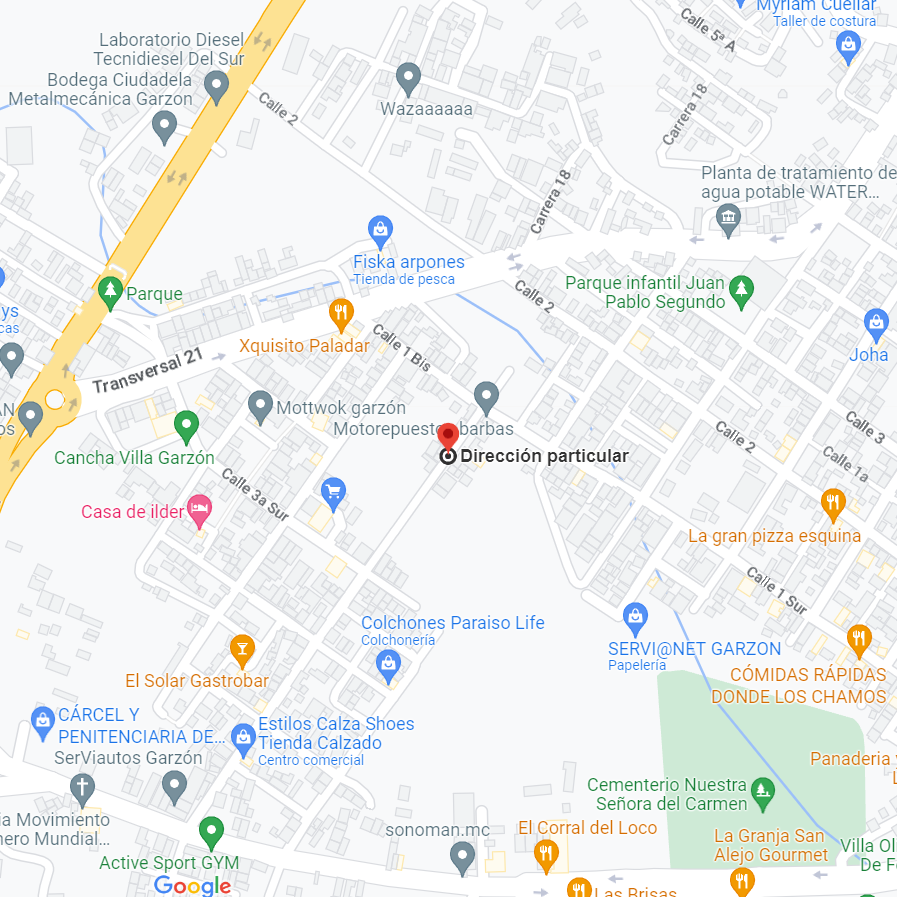 Myriam Cuellar
Taller de costura
Calle 5ª A
Laboratorio Diesel
Tecnidiesel Del Sur
Bodega Ciudadela
Metalmecánica Garzon
Calle 2
Wazaaaaaa
Carrera 18
Planta de tratamiento de
agua potable WATER...
Carrera 18
Fiska arpones
Tienda de pesca
Parque infantil Juan
Pablo Segundo
Parque
Calle 2
Xquisito Paladar
Calle 1 Bis
Joha
Transversal 21
Mottwok garzón
Motorepuestos barbas
Calle 2
Calle 3
Calle 1a
Cancha Villa Garzón
Dirección particular
Calle 3a Sur
Casa de ilder
La gran pizza esquina
Calle 1 Sur
Colchones Paraiso Life
Colchonería
SERVI@NET GARZON
Papelería
CÓMIDAS RÁPIDAS
DONDE LOS CHAMOS
El Solar Gastrobar
CÁRCEL Y
PENITENCIARIA DE...
Estilos Calza Shoes
Tienda Calzado
Centro comercial
SerViautos Garzón
Panaderia y
Cementerio Nuestra
Señora del Carmen
Movimiento
Mundial...
sonoman.mc
El Corral del Loco
La Granja San
Alejo Gourmet
Active Sport GYM
Google
Las Brisas